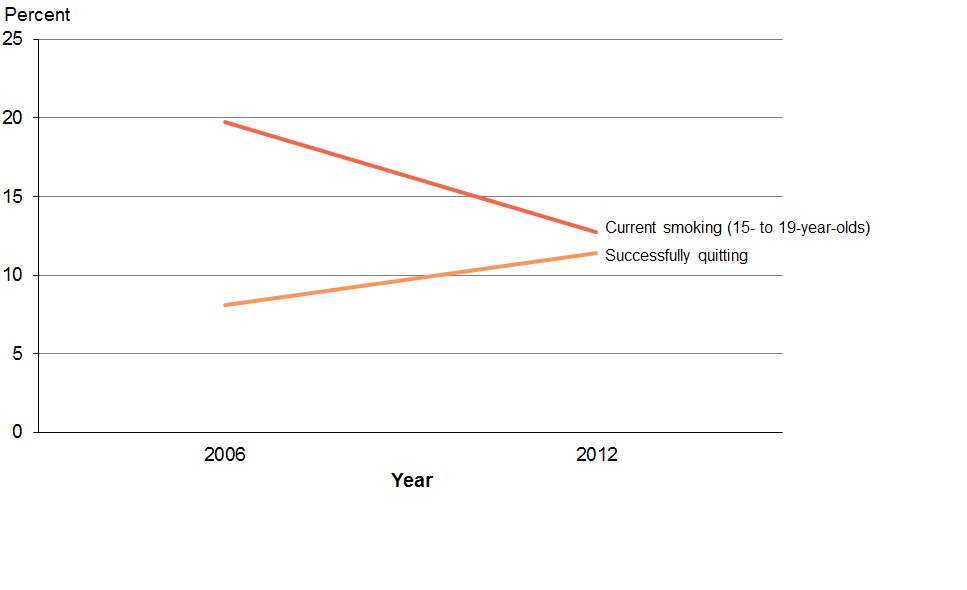 Percent
25
20
15
10
5
0
Current smoking (15- to 19-year-olds)
Successfully quitting
2006 2012
Year